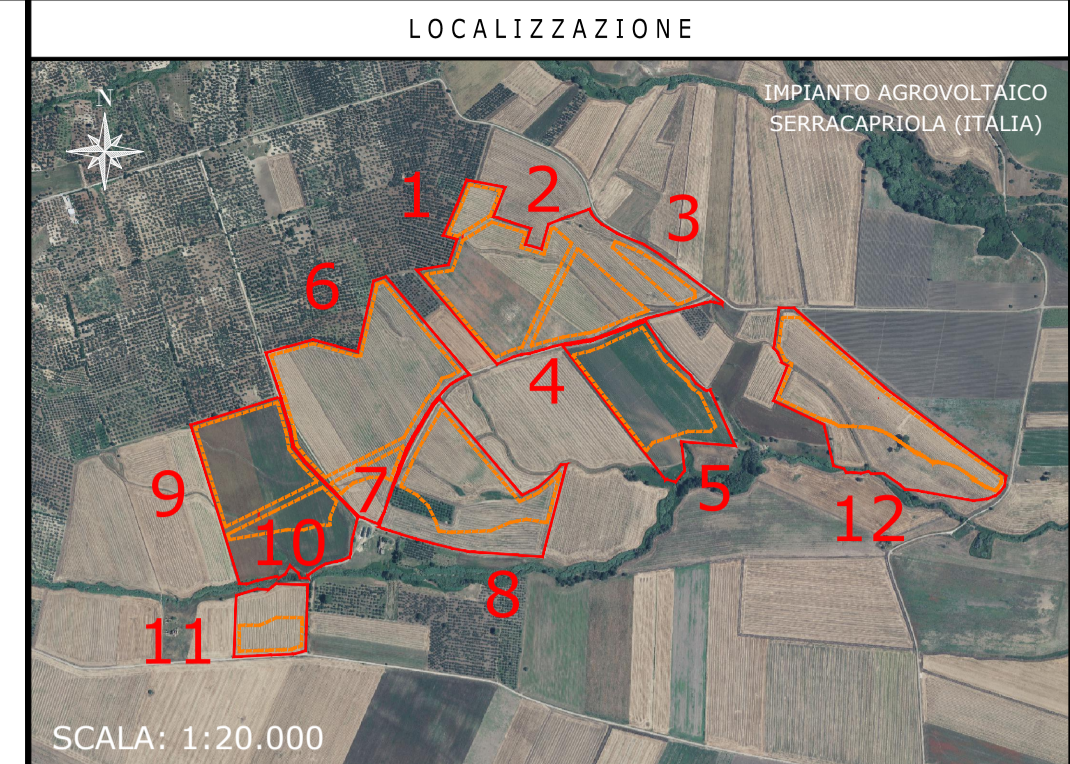 LOCALIZZAZIONE
IMPIANTO AGROVOLTAICO
SERRACAPRIOLA (ITALIA)
N
1
2
3
6
4
7
5
9
10
12
8
11
SCALA: 1:20.000